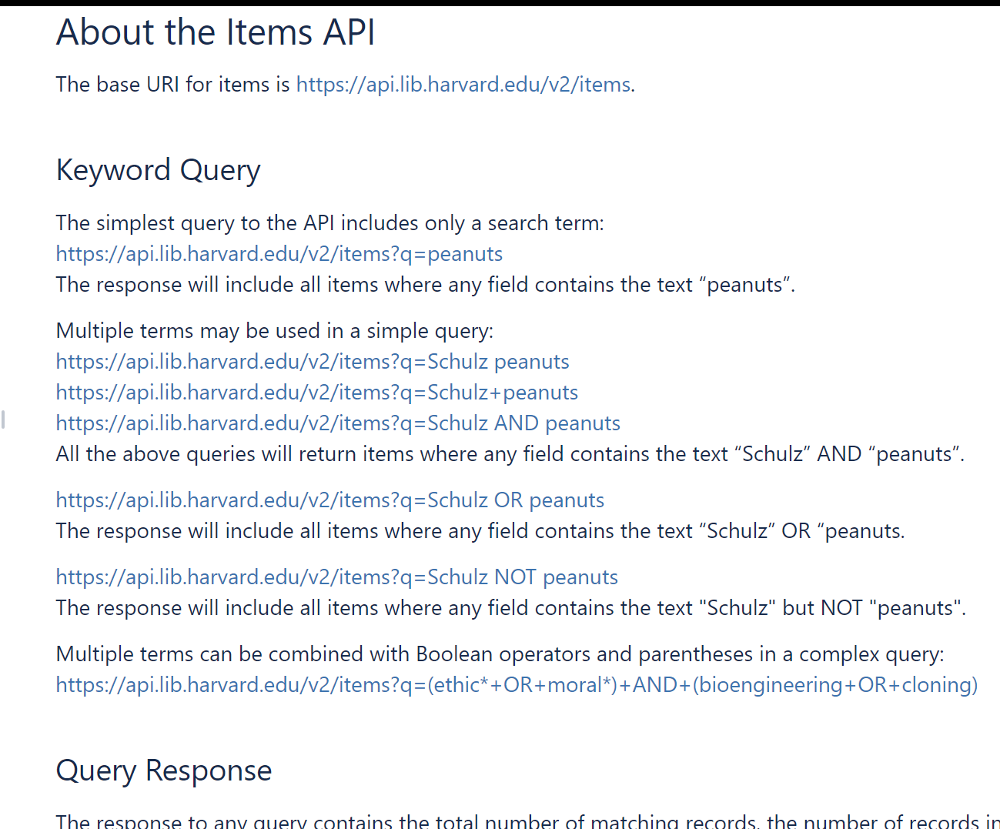 About the Items API
The base URI for items is https://api.lib.harvard.edu/v2/items.
Keyword Query
The simplest query to the API includes only a search term:
https://api.lib.harvard.edu/v2/items?q=peanuts
The response will include all items where any field contains the text “peanuts”.
Multiple terms may be used in a simple query:
https://api.lib.harvard.edu/v2/items?q=Schulz peanuts
https://api.lib.harvard.edu/v2/items?q=Schulz+peanuts
https://api.lib.harvard.edu/v2/items?q=Schulz AND peanuts
All the above queries will return items where any field contains the text “Schulz” AND “peanuts”.
https://api.lib.harvard.edu/v2/items?q=Schulz OR peanuts
The response will include all items where any field contains the text “Schulz” OR “peanuts.
https://api.lib.harvard.edu/v2/items?q=Schulz NOT peanuts
The response will include all items where any field contains the text "Schulz" but NOT "peanuts".
Multiple terms can be combined with Boolean operators and parentheses in a complex query:
https://api.lib.harvard.edu/v2/items?q=(ethic*+OR+moral*)+AND+(bioengineering+OR+cloning)
Query Response
The response to any query contains the total number of matching records, the number of records in